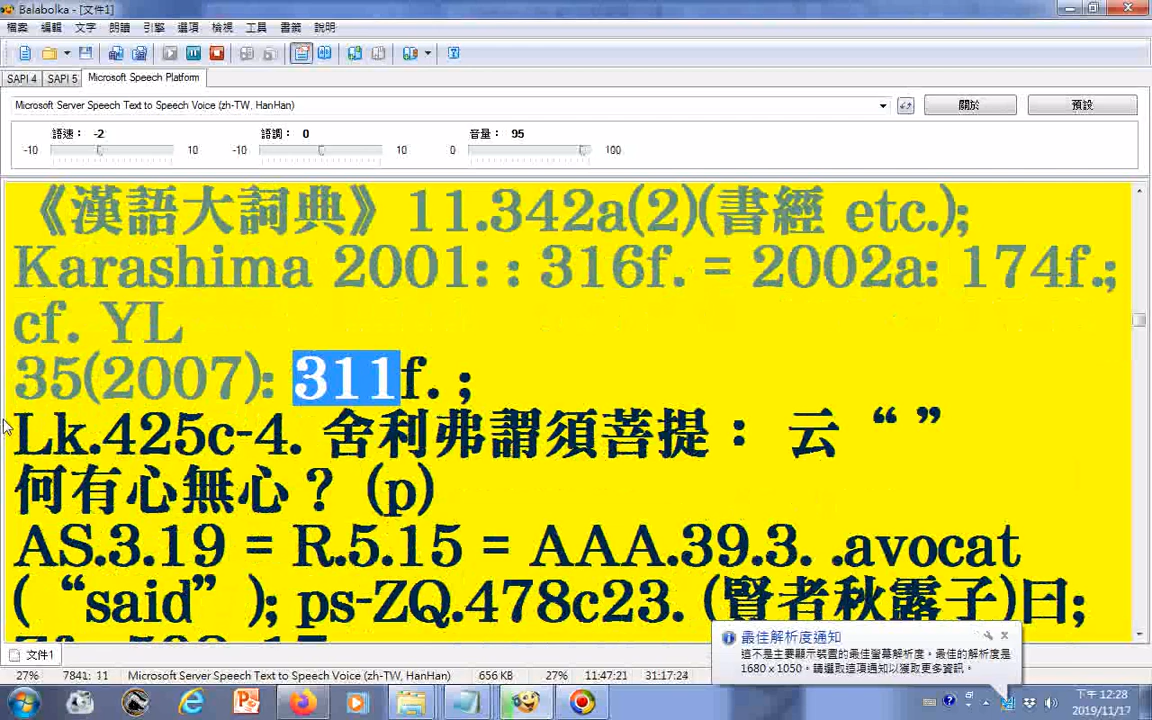 Balabolka - [文件1]
檔案 編輯 文字 朗讀 引擎 選項 檢視 工具 書籤 說明
SAPI 4 SAPI 5 Microsoft Speech Platform
Microsoft Server Speech Text to Speech Voice (zh-TW, HanHan) 關於 預設
語速： -2 語調： 0 音量： 95
-10 10 -10 10 0 100
《漢語大詞典》11.342a(2)(書經 etc.);
Karashima 2001: : 316f. = 2002a: 174f.;
cf. YL
35(2007): 311f. ;
Lk.425c-4. 舍利弗謂須菩提： 云 “ ”
何有心無心？ (p)
AS.3.19 = R.5.15 = AAA.39.3. .avocat
(“said”); ps-ZQ.478c23. (賢者秋露子)曰;
最佳解析度通知
這不是主要顯示裝置的最佳螢幕解析度。最佳的解析度是
1680 x 1050。請選取這項通知以獲取更多資訊。
文件1
27% 7841: 11 Microsoft Server Speech Text to Speech Voice (zh-TW, HanHan) 656 KB 27% 11:47:21 31:17:24
下午 12:28
2019/11/17